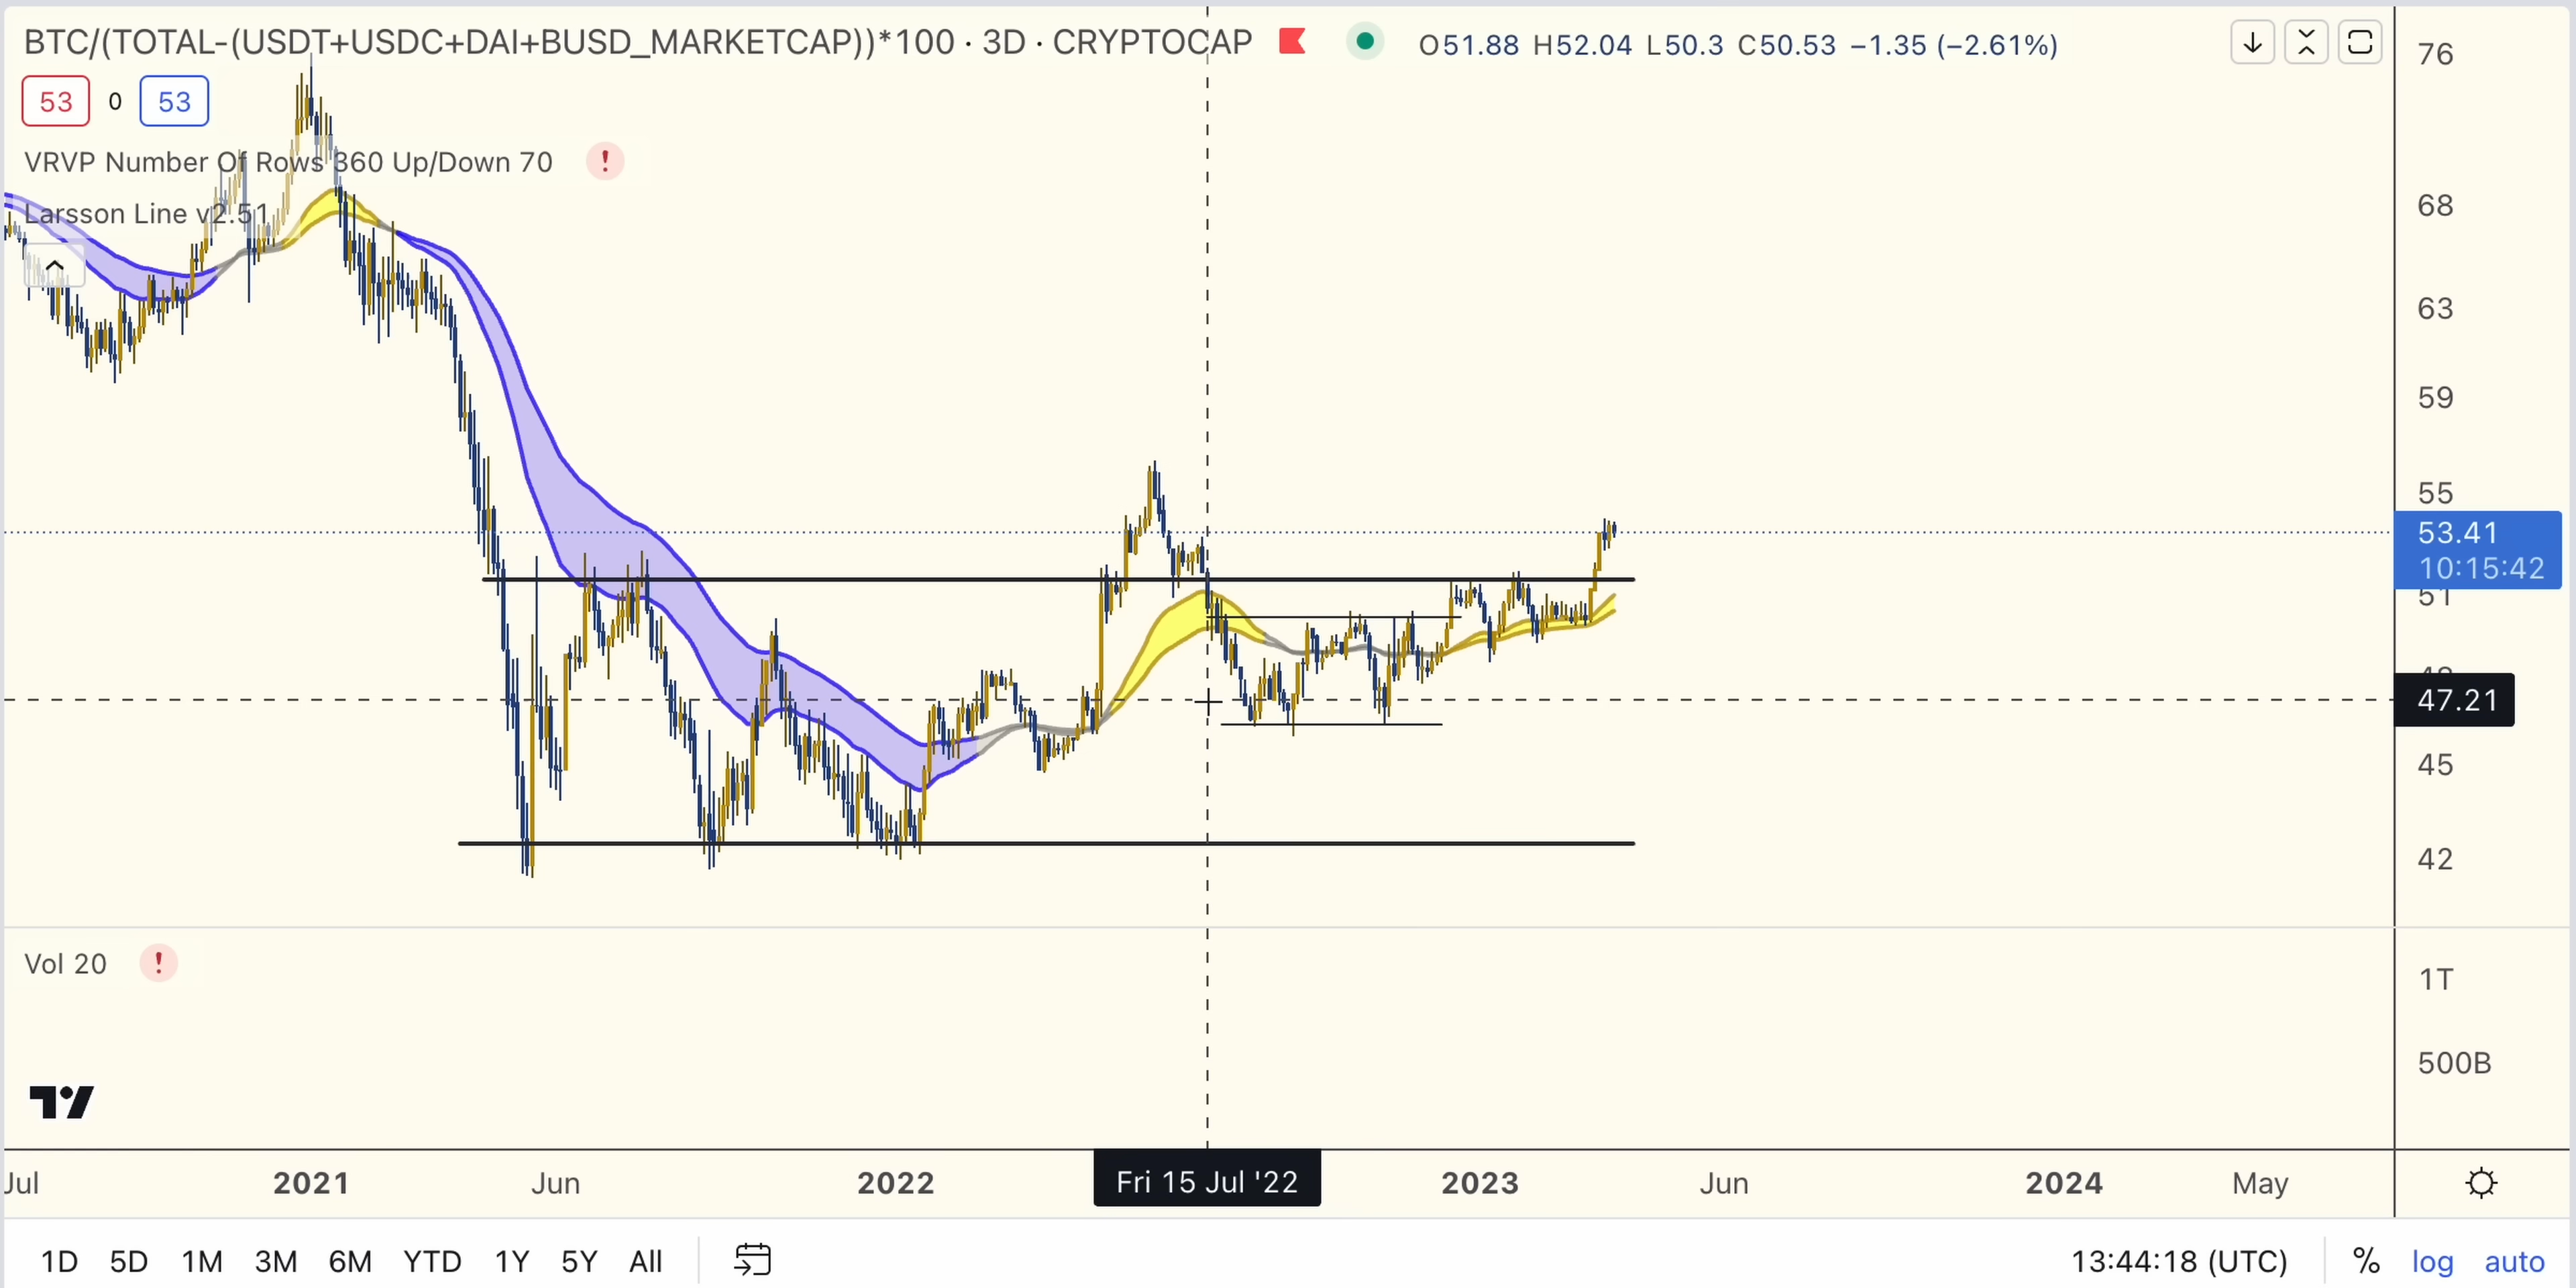 BTC/(TOTAL-(USDT+USDC+DAI+BUSD_MARKETCAP))*100 · 3D · CRYPTOCAP O51.88 H52.04 L50.3 C50.53 −1.35 (−2.61%)
53 0 53
VRVP Number Of Rows 360 Up/Down 70 !
Larsson Line v2.51
76
68
63
59
55
53.41
10:15:42
51
47.21
45
42
Vol 20 !
1T
500B
Jul 2021 Jun 2022 Fri 15 Jul '22 2023 Jun 2024 May
1D 5D 1M 3M 6M YTD 1Y 5Y All 13:44:18 (UTC) % log auto